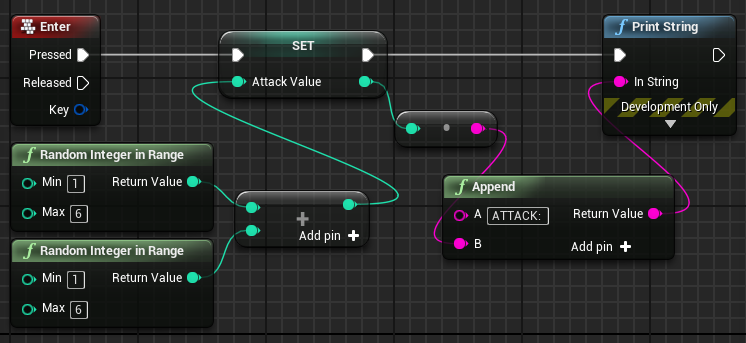 Enter
Pressed
Released
Key
SET
Attack Value
f Print String
In String
Development Only
f Random Integer in Range
Min 1 Return Value
Max 6
f Random Integer in Range
Min 1 Return Value
Max 6
+
Add pin +
f Append
A ATTACK: Return Value
B Add pin +